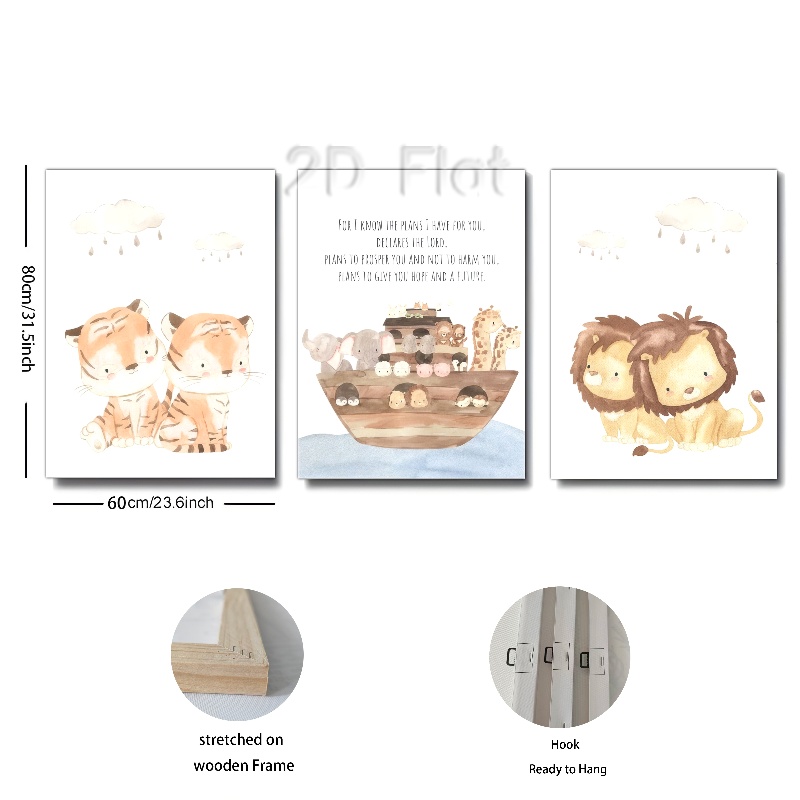 2D Flat
FOR I KNOW THE PLANS I HAVE FOR YOU,
DECLARES THE LORD,
PLANS TO PROSPER YOU AND NOT TO HARM YOU,
PLANS TO GIVE YOU HOPE AND A FUTURE.
80cm/31.5inch
60cm/23.6inch
stretched on
wooden Frame
Hook
Ready to Hang